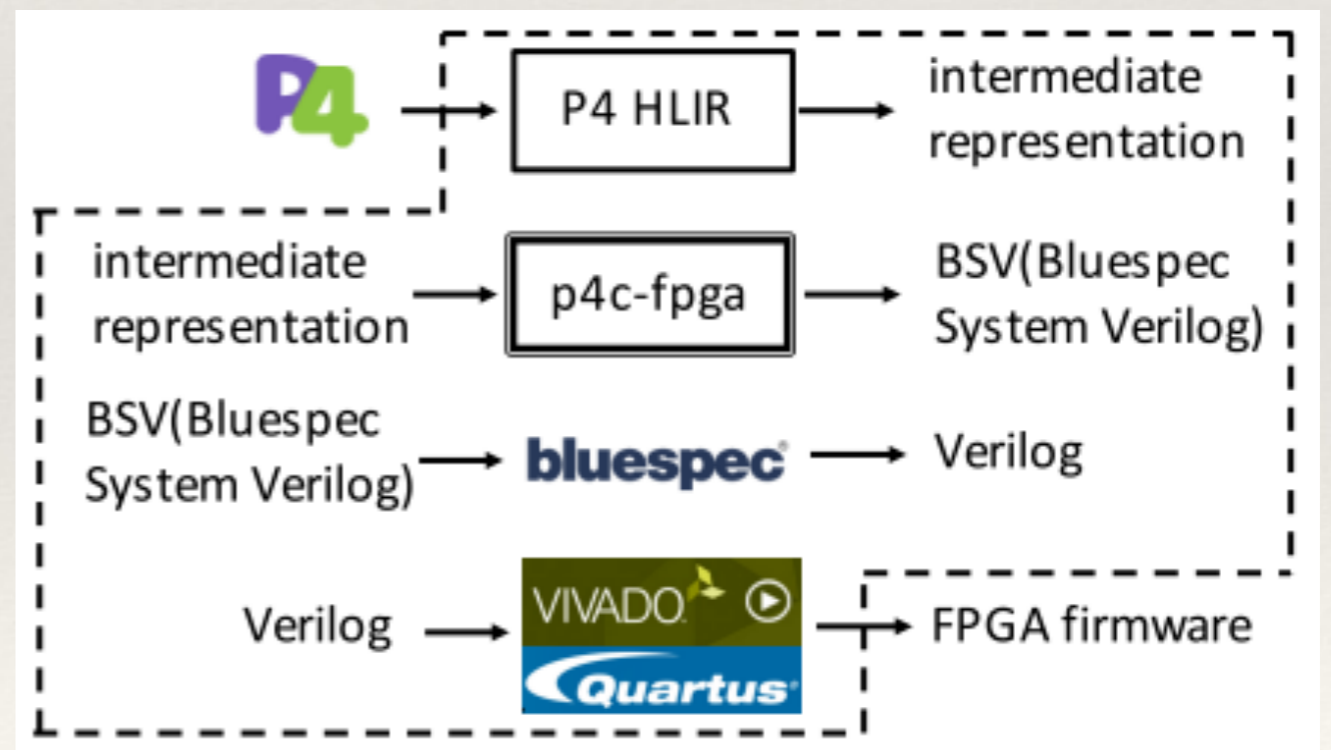 P4
P4 HLIR
intermediate
representation
intermediate
representation
p4c-fpga
BSV(Bluespec
System Verilog)
BSV(Bluespec
System Verilog)
bluespec
Verilog
Verilog
VIVADO
Quartus
FPGA firmware